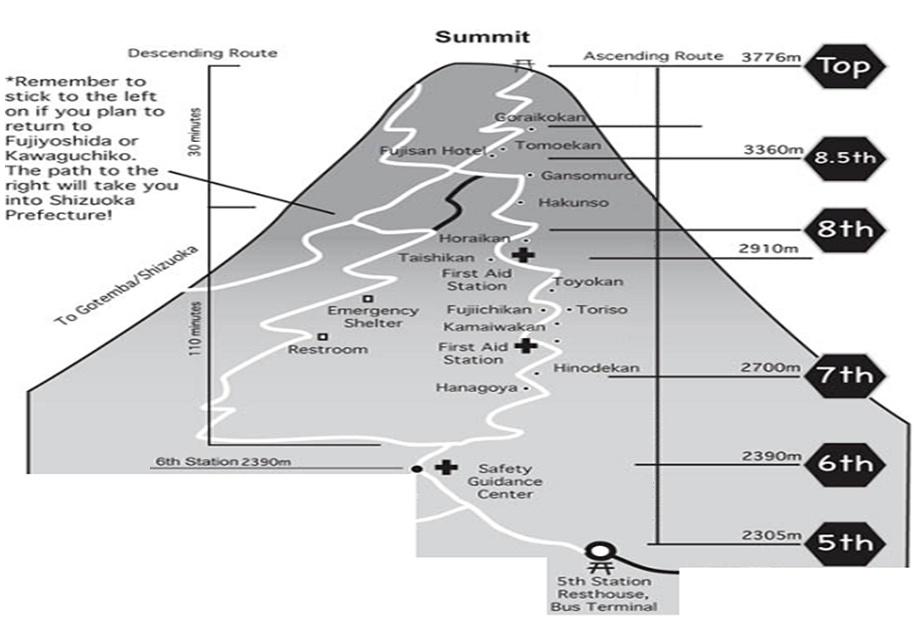 Summit
Descending Route
Ascending Route
3776m
Top
*Remember to
stick to the left
on if you plan to
return to
Fujiyoshida or
Kawaguchiko.
The path to the
right will take you
into Shizuoka
Prefecture!
30 minutes
Goraikokan
Fujisan Hotel
Tomoekan
3360m
8.5th
Gansomuro
Hakunso
8th
Horaikan
2910m
Taishikan
First Aid
Station
To Gotemba/Shizuoka
Toyokan
110 minutes
Emergency
Shelter
Fujiichikan
Toriso
Kamaiwakan
Restroom
First Aid
Station
Hinodekan
2700m
7th
Hanagoya
6th Station 2390m
Safety
Guidance
Center
2390m
6th
2305m
5th
5th Station
Resthouse,
Bus Terminal